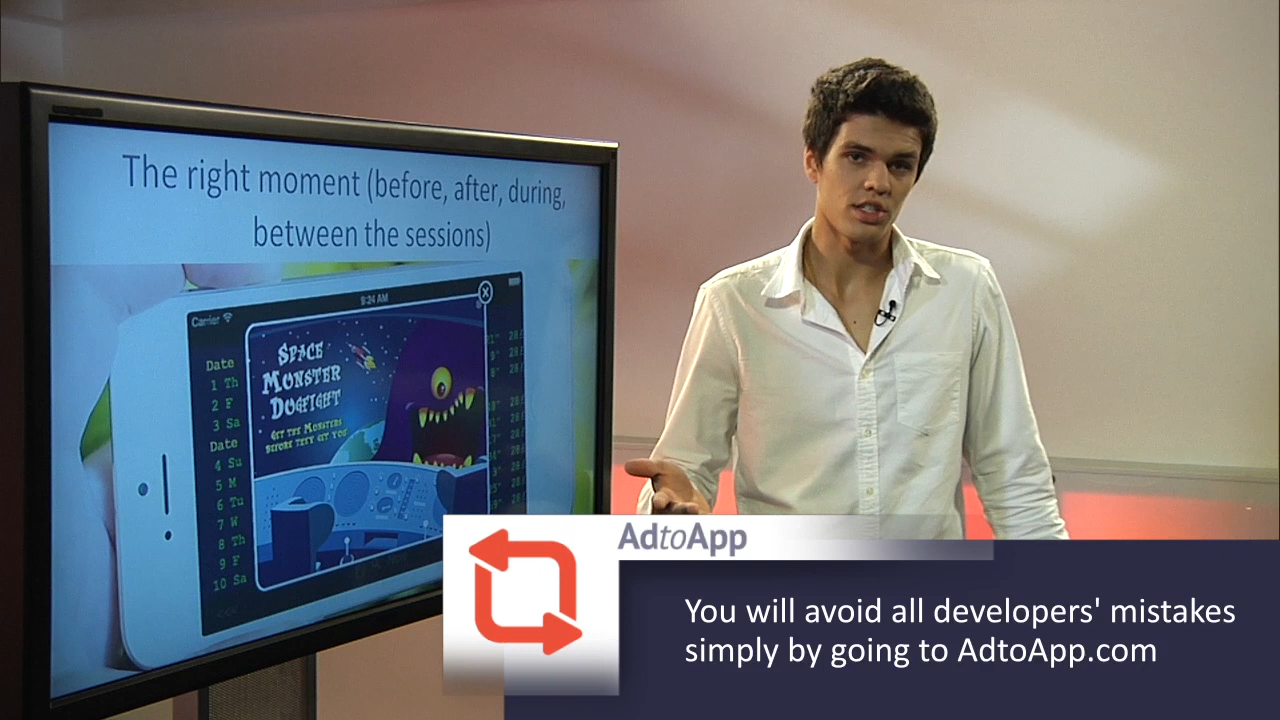 The right moment (before, after, during,
between the sessions)
Carrier
9:24 AM
Date
1 Th
2 F
3 Sa
Date
4 Su
5 M
6 Tu
7 W
8 Th
9 F
10 Sa
SPACE
MONSTER
DOGFIGHT
GET THE MONSTERS
BEFORE THEY GET YOU
AdtoApp
You will avoid all developers' mistakes
simply by going to AdtoApp.com